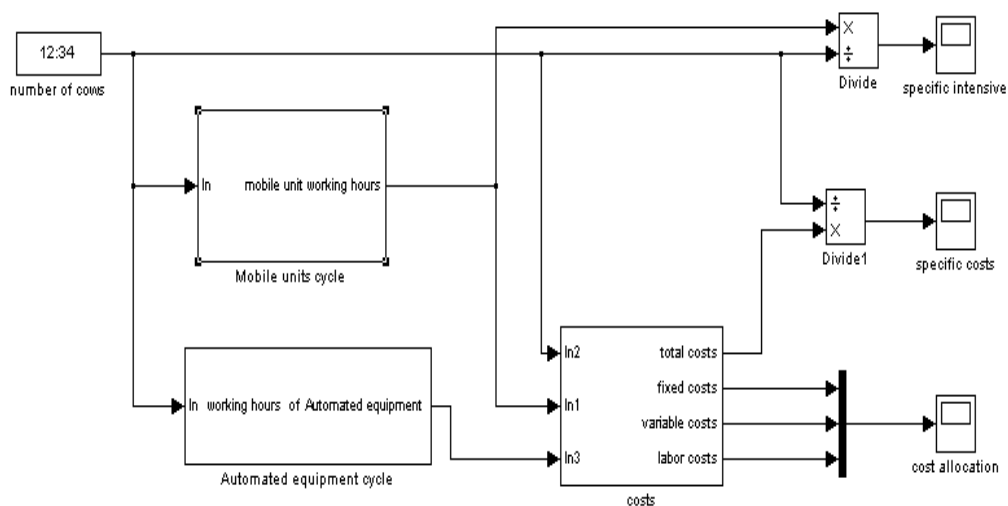 12:34
number of cows
×
÷
Divide
specific intensive
In
mobile unit working hours
Mobile units cycle
÷
×
Divide1
specific costs
In2
total costs
fixed costs
In1
variable costs
In3
labor costs
costs
In working hours of Automated equipment
Automated equipment cycle
cost allocation